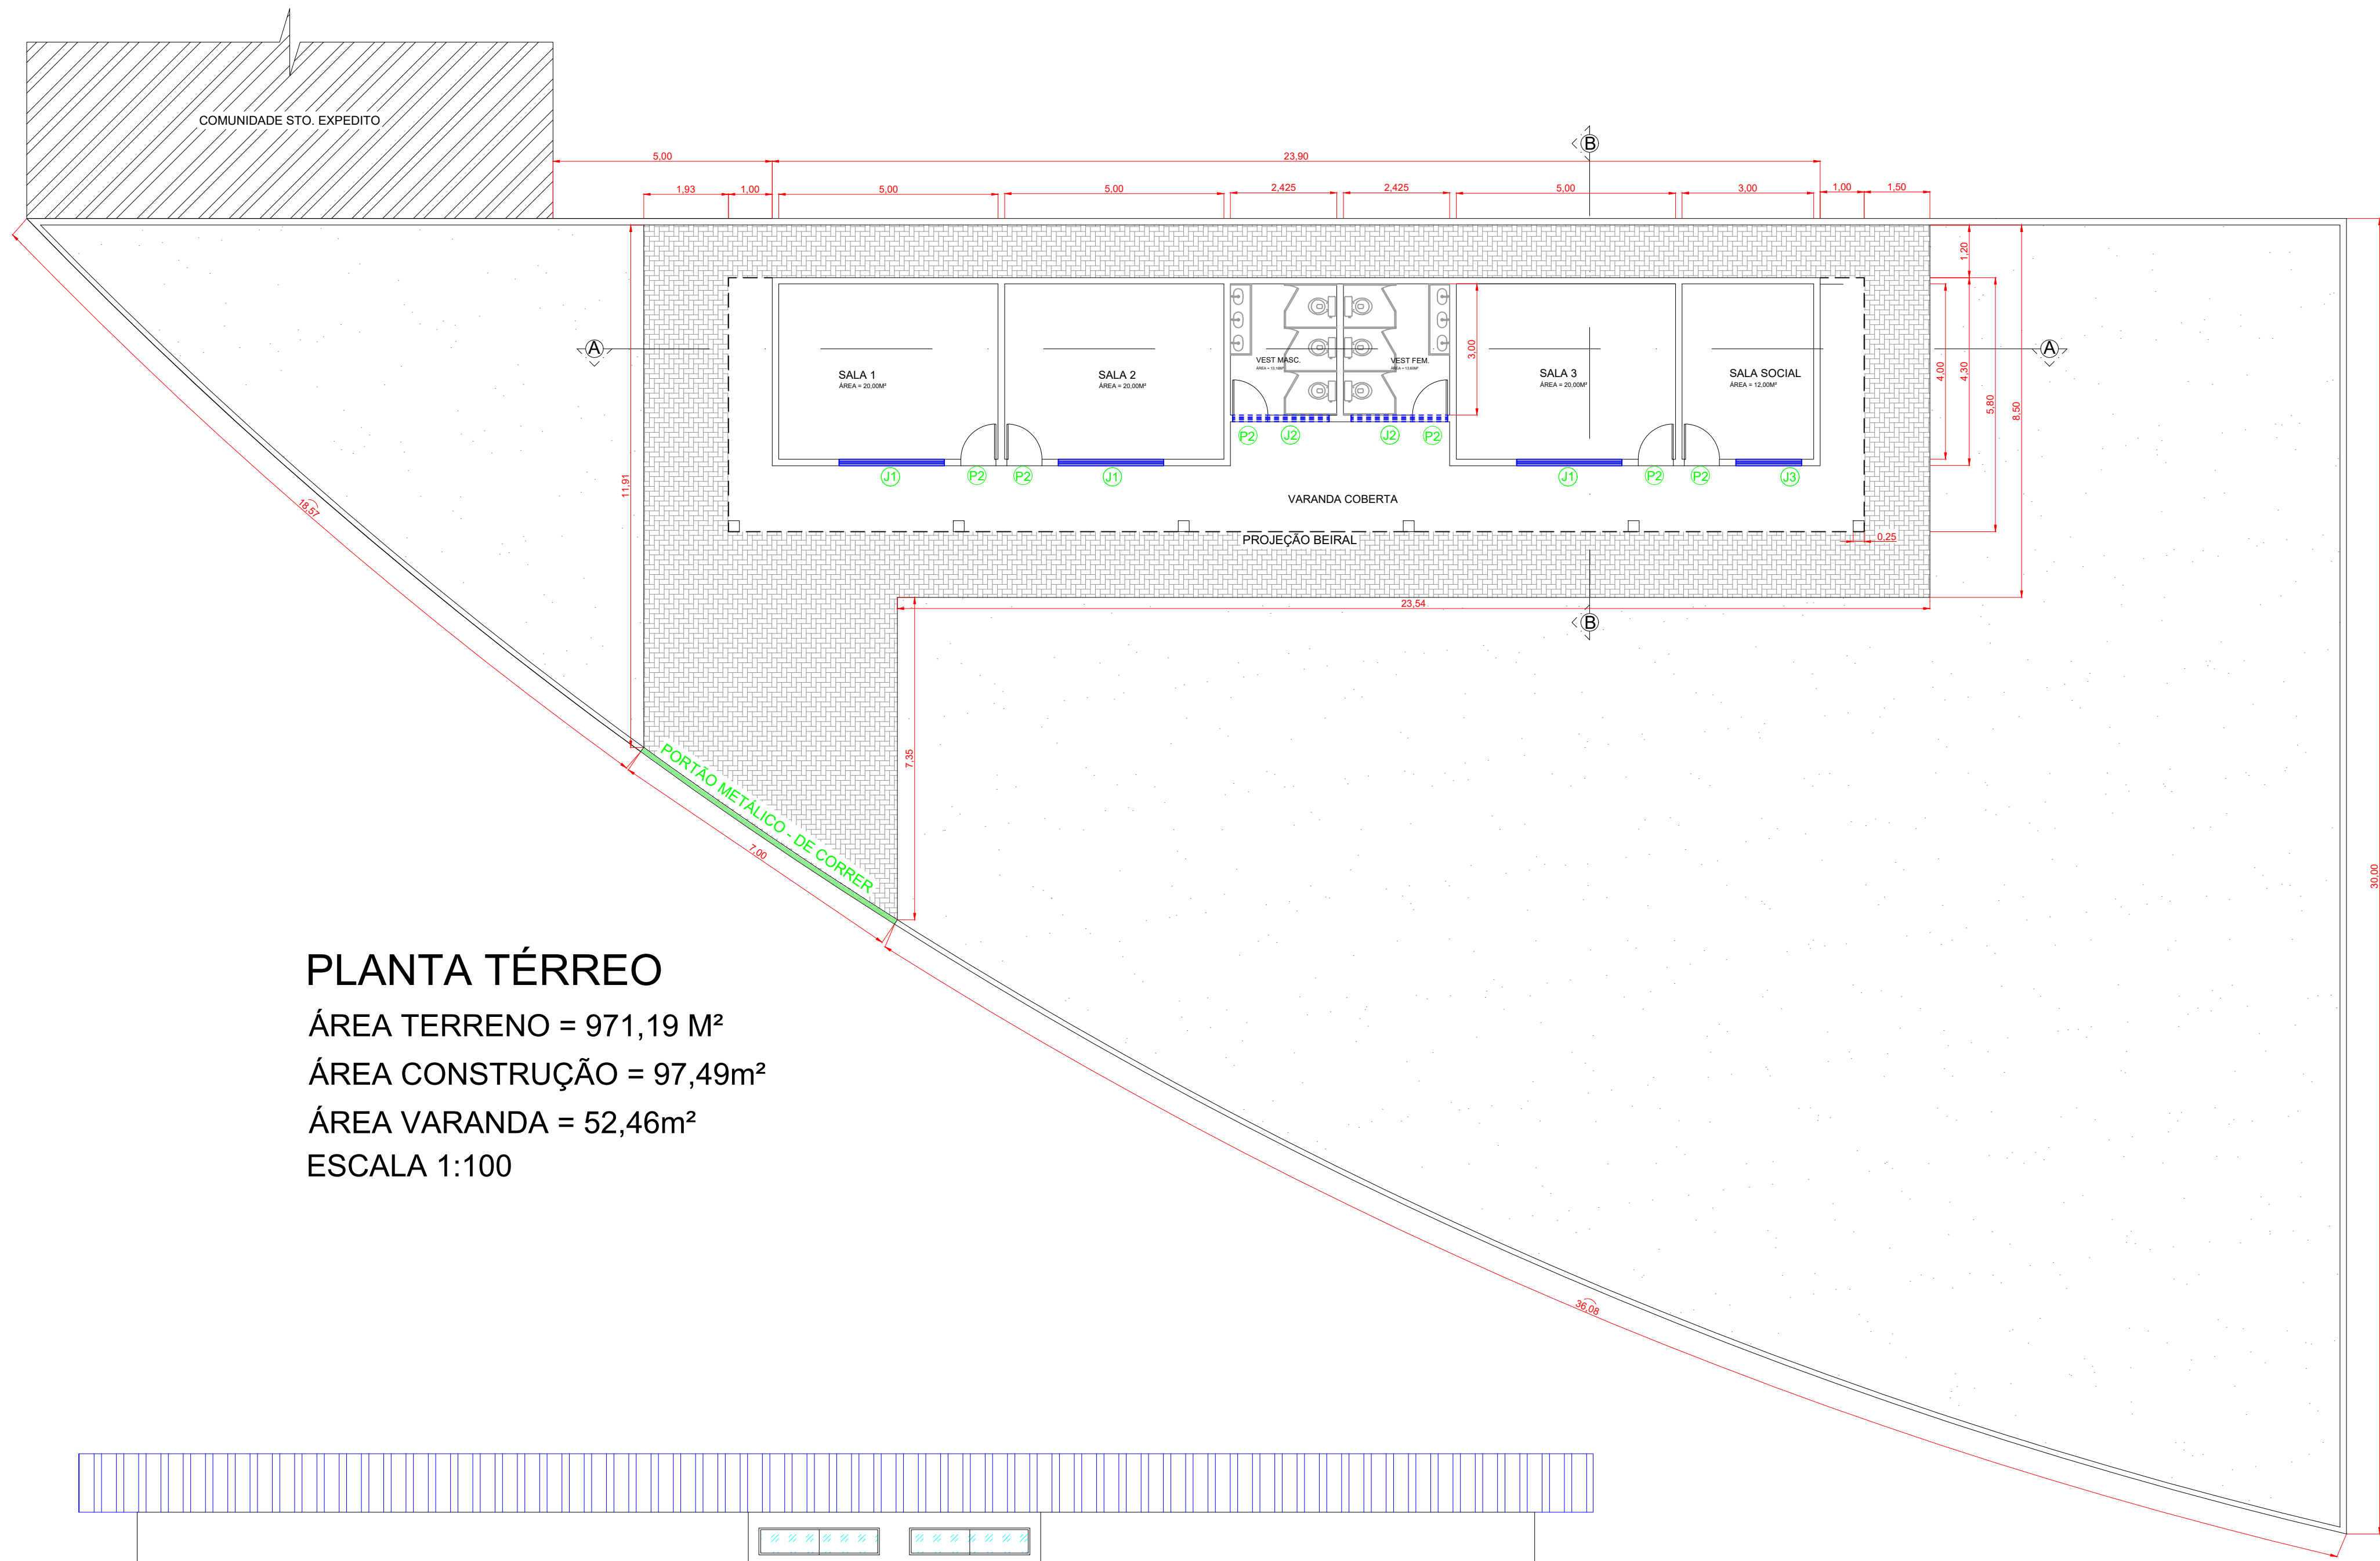 COMUNIDADE STO. EXPEDITO
B
5,00
23,90
1,93
1,00
5,00
5,00
2,425
2,425
5,00
3,00
1,00
1,50
1,20
A
A
SALA 1
ÁREA = 20,00M²
SALA 2
ÁREA = 20,00M²
VEST MASC.
VEST FEM.
3,00
SALA 3
ÁREA = 20,00M²
SALA SOCIAL
ÁREA = 12,00M²
4,00
4,30
5,80
8,50
P2
J2
J2
P2
J1
P2
P2
J1
J1
P2
P2
J3
11,91
18,57
VARANDA COBERTA
PROJEÇÃO BEIRAL
0,25
23,54
B
7,35
PORTÃO METÁLICO - DE CORRER
7,00
30,00
PLANTA TÉRREO
ÁREA TERRENO = 971,19 M²
ÁREA CONSTRUÇÃO = 97,49m²
ÁREA VARANDA = 52,46m²
ESCALA 1:100
36,08